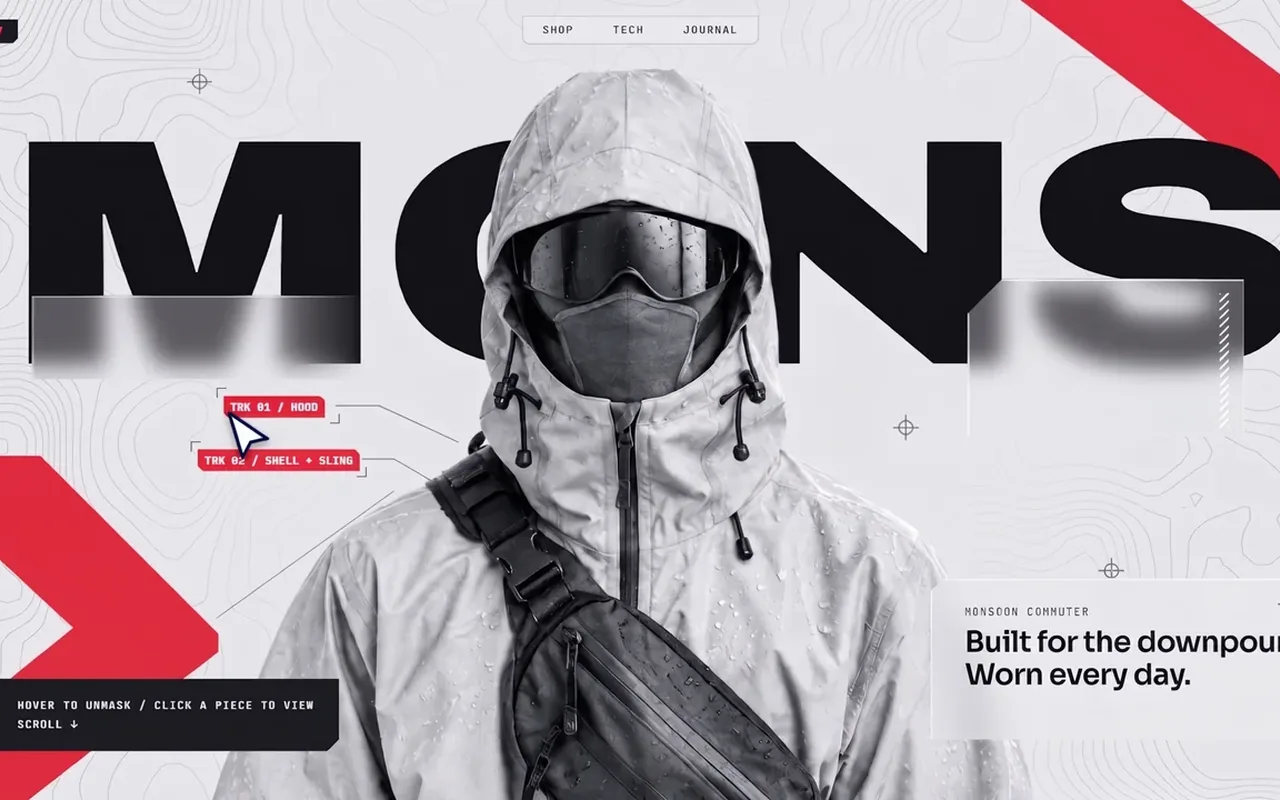 SHOP TECH JOURNAL
MONS
TRK 01 / HOOD
TRK 02 / SHELL + SLING
MONSOON COMMUTER
Built for the downpour
Worn every day.
HOVER TO UNMASK / CLICK A PIECE TO VIEW
SCROLL ↓